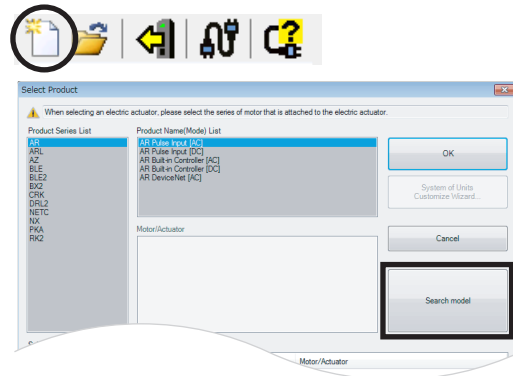 Select Product
When selecting an electric actuator, please select the series of motor that is attached to the electric actuator.
Product Series List
AR
ARL
AZ
BLE
BLE2
BX2
CRK
DRL2
NETC
NX
PKA
RK2
Product Name(Mode) List
AR Pulse Input [AC]
AR Pulse Input [DC]
AR Built-in Controller [AC]
AR Built-in Controller [DC]
AR DeviceNet [AC]
Motor/Actuator
OK
System of Units
Customize Wizard...
Cancel
Search model
Motor/Actuator